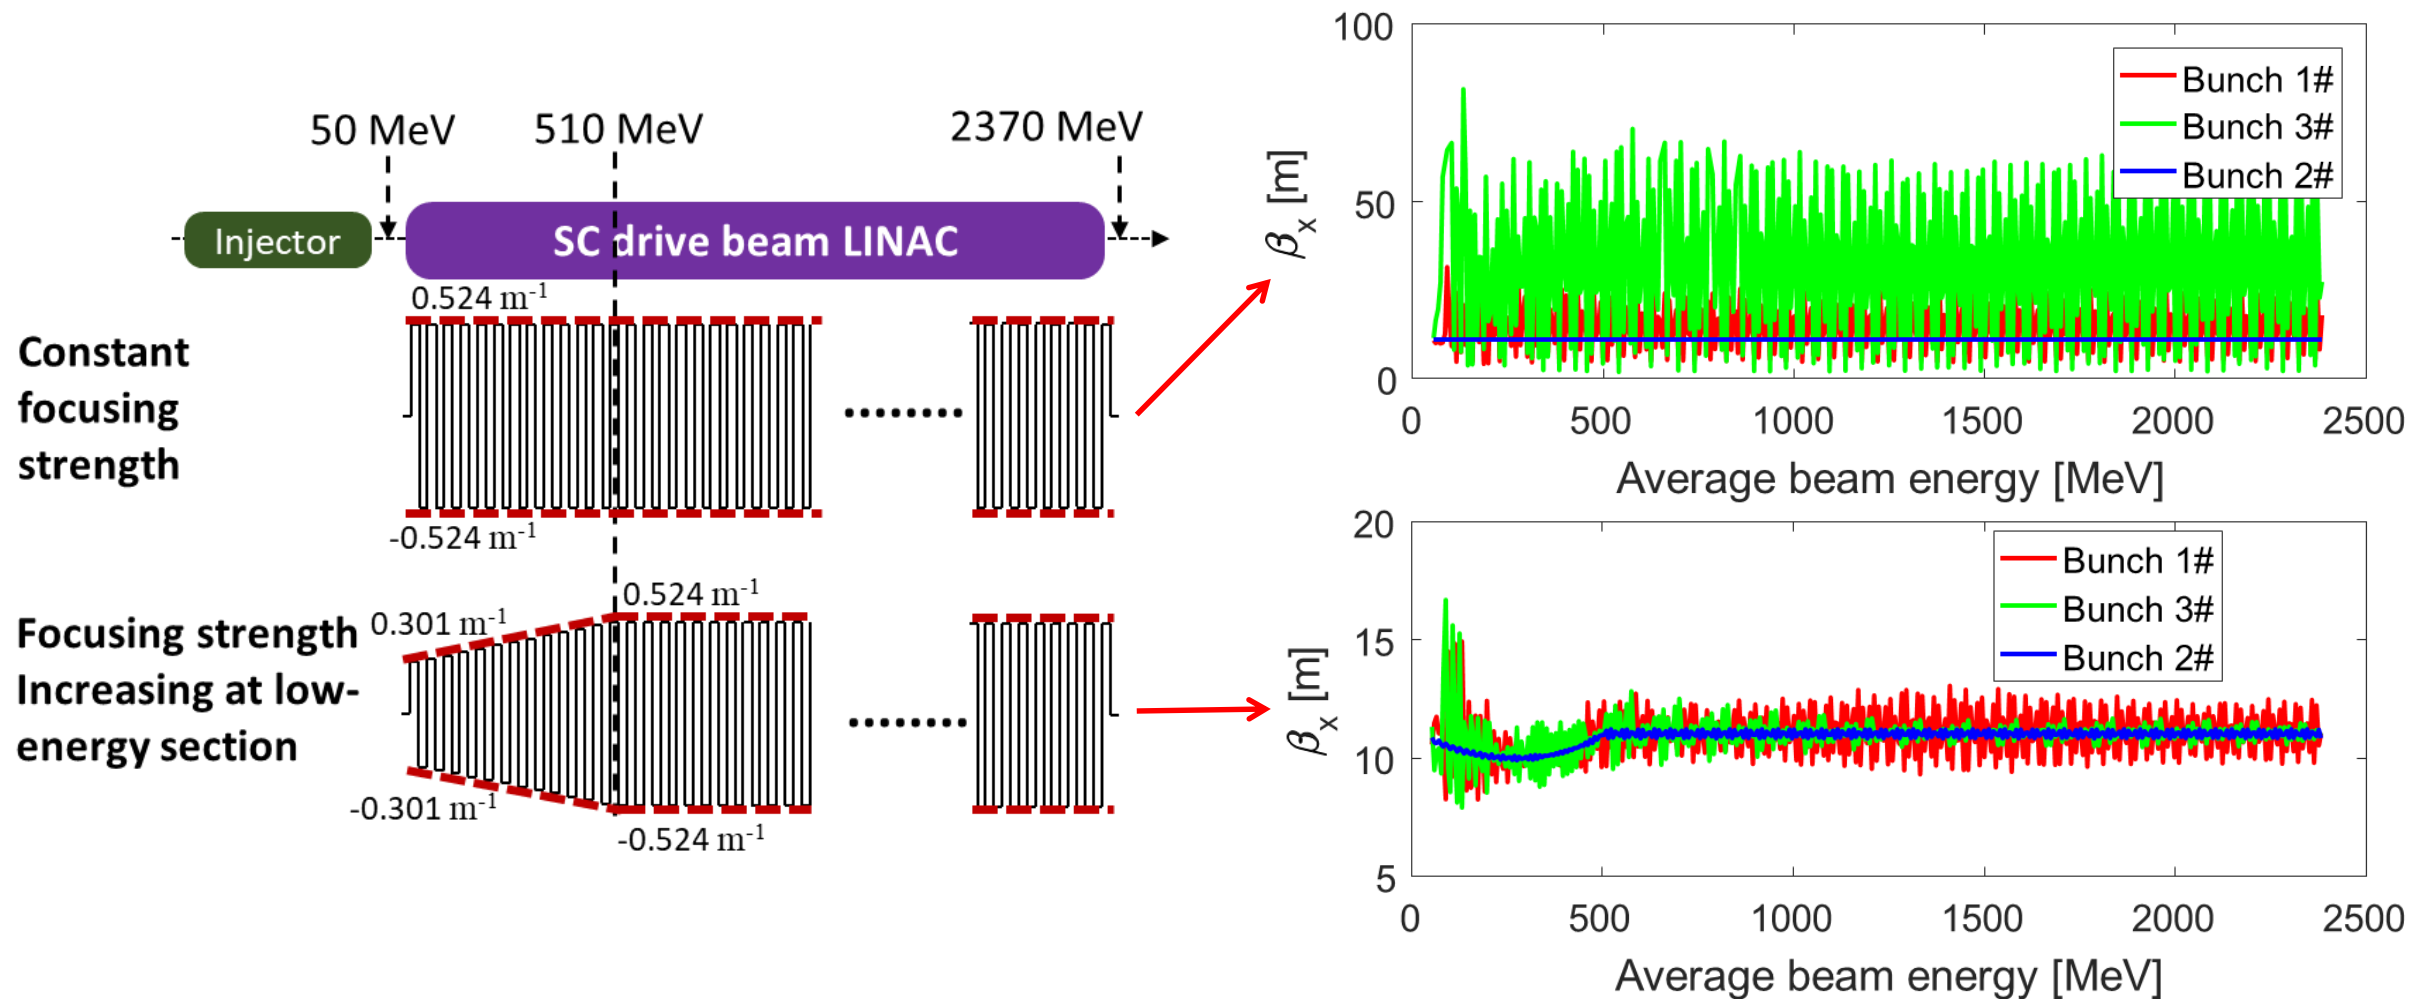 50 MeV
510 MeV
2370 MeV
Injector
SC drive beam LINAC
0.524 m-1
Constant
focusing
strength
-0.524 m-1
0.301 m-1
0.524 m-1
Focusing strength
Increasing at low-
energy section
-0.301 m-1
-0.524 m-1
100
50
0
βx [m]
Bunch 1#
Bunch 3#
Bunch 2#
0 500 1000 1500 2000 2500
Average beam energy [MeV]
20
15
10
5
βx [m]
Bunch 1#
Bunch 3#
Bunch 2#
0 500 1000 1500 2000 2500
Average beam energy [MeV]